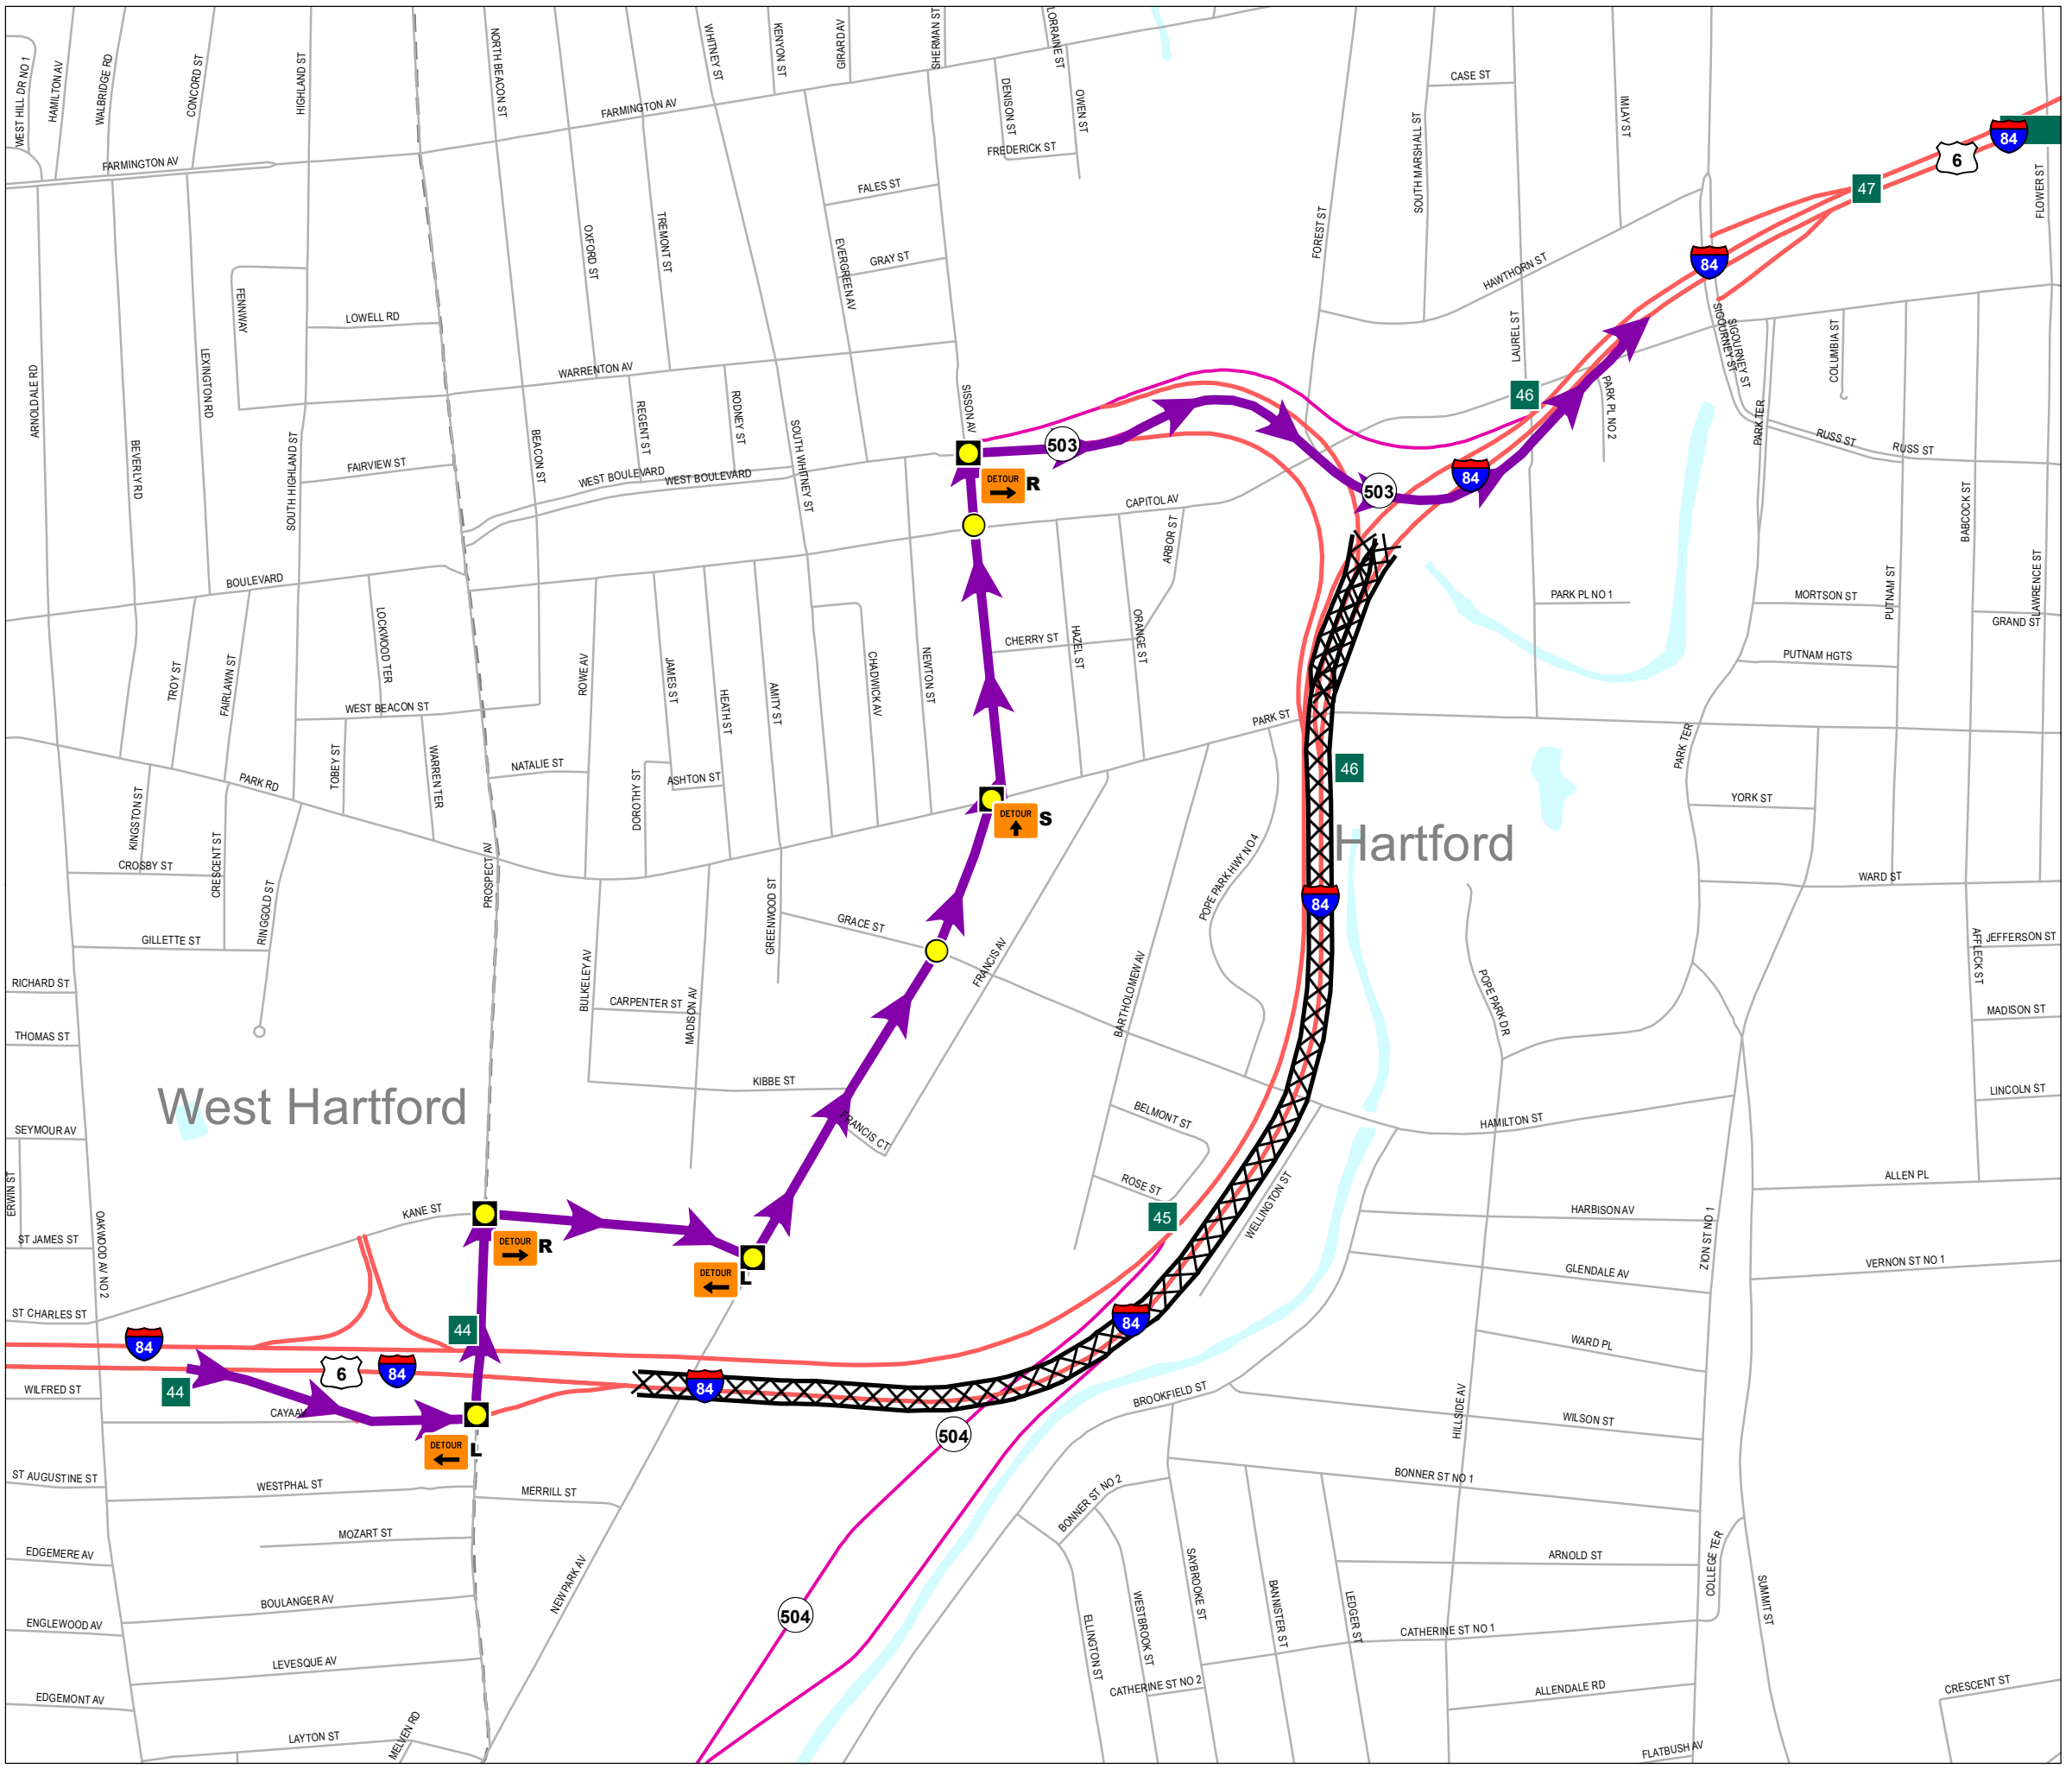 WEST HILL DR NO 1
HAMILTON AV
WALBRIDGE RD
CONCORD ST
HIGHLAND ST
NORTH BEACON ST
WHITNEY ST
KENYON ST
GIRARD AV
SHERMAN ST
LORRAINE ST
DENISON ST
OWEN ST
FARMINGTON AV
FARMINGTON AV
FREDERICK ST
CASE ST
SOUTH MARSHALL ST
IMLAY ST
84
6
47
FLOWER ST
FALES ST
FOREST ST
OXFORD ST
TREMONT ST
EVERGREEN AV
GRAY ST
HAWTHORN ST
84
FENNWAY
LOWELL RD
LAUREL ST
SIGOURNEY ST
SIGOURNEY ST
COLUMBIA ST
ARNOLDALE RD
LEXINGTON RD
WARRENTON AV
SISSON AV
46
PARK PL NO 2
PARK TER
REGENT ST
RODNEY ST
SOUTH WHITNEY ST
BEVERLY RD
SOUTH HIGHLAND ST
FAIRVIEW ST
BEACON ST
WEST BOULEVARD
WEST BOULEVARD
503
RUSS ST
RUSS ST
DETOUR
R
CAPITOL AV
503
84
BABCOCK ST
ARBOR ST
BOULEVARD
LOCKWOOD TER
PARK PL NO 1
MORTSON ST
PUTNAM ST
LAWRENCE ST
GRAND ST
CHERRY ST
HAZEL ST
ORANGE ST
PUTNAM HGTS
TROY ST
FAIRLAWN ST
ROWE AV
JAMES ST
HEATH ST
AMITY ST
CHADWICK AV
NEWTON ST
WEST BEACON ST
PARK ST
TOBEY ST
WARREN TER
NATALIE ST
DOROTHY ST
ASHTON ST
PARK RD
46
PARK TER
KINGSTON ST
YORK ST
DETOUR
S
Hartford
CROSBY ST
CRESCENT ST
PROSPECT AV
POPE PARK HWY NO 4
WARD ST
84
RINGGOLD ST
GREENWOOD ST
GRACE ST
GILLETTE ST
JEFFERSON ST
AFFLECK ST
FRANCIS AV
BULKELEY AV
CARPENTER ST
MADISON AV
BARTHOLOMEW AV
POPE PARK DR
RICHARD ST
MADISON ST
THOMAS ST
KIBBE ST
LINCOLN ST
West Hartford
SEYMOUR AV
FRANCIS CT
BELMONT ST
HAMILTON ST
ERWIN ST
ROSE ST
WELLINGTON ST
ALLEN PL
OAKWOOD AV NO 2
KANE ST
45
HARBISON AV
ZION ST NO 1
ST JAMES ST
DETOUR
R
DETOUR
L
GLENDALE AV
VERNON ST NO 1
ST CHARLES ST
84
44
84
WARD PL
6
84
44
84
WILFRED ST
BROOKFIELD ST
CAYA AV
HILLSIDE AV
WILSON ST
504
DETOUR
L
ST AUGUSTINE ST
WESTPHAL ST
BONNER ST NO 1
MERRILL ST
BONNER ST NO 2
MOZART ST
EDGEMERE AV
ARNOLD ST
COLLEGE TER
NEW PARK AV
SAYBROOKE ST
BANNISTER ST
LEDGER ST
SUMMIT ST
BOULANGER AV
504
WESTBROOK ST
ELLINGTON ST
ENGLEWOOD AV
CATHERINE ST NO 1
LEVESQUE AV
CATHERINE ST NO 2
ALLENDALE RD
CRESCENT ST
EDGEMONT AV
LAYTON ST
MELVEN RD
FLATBUSH AV